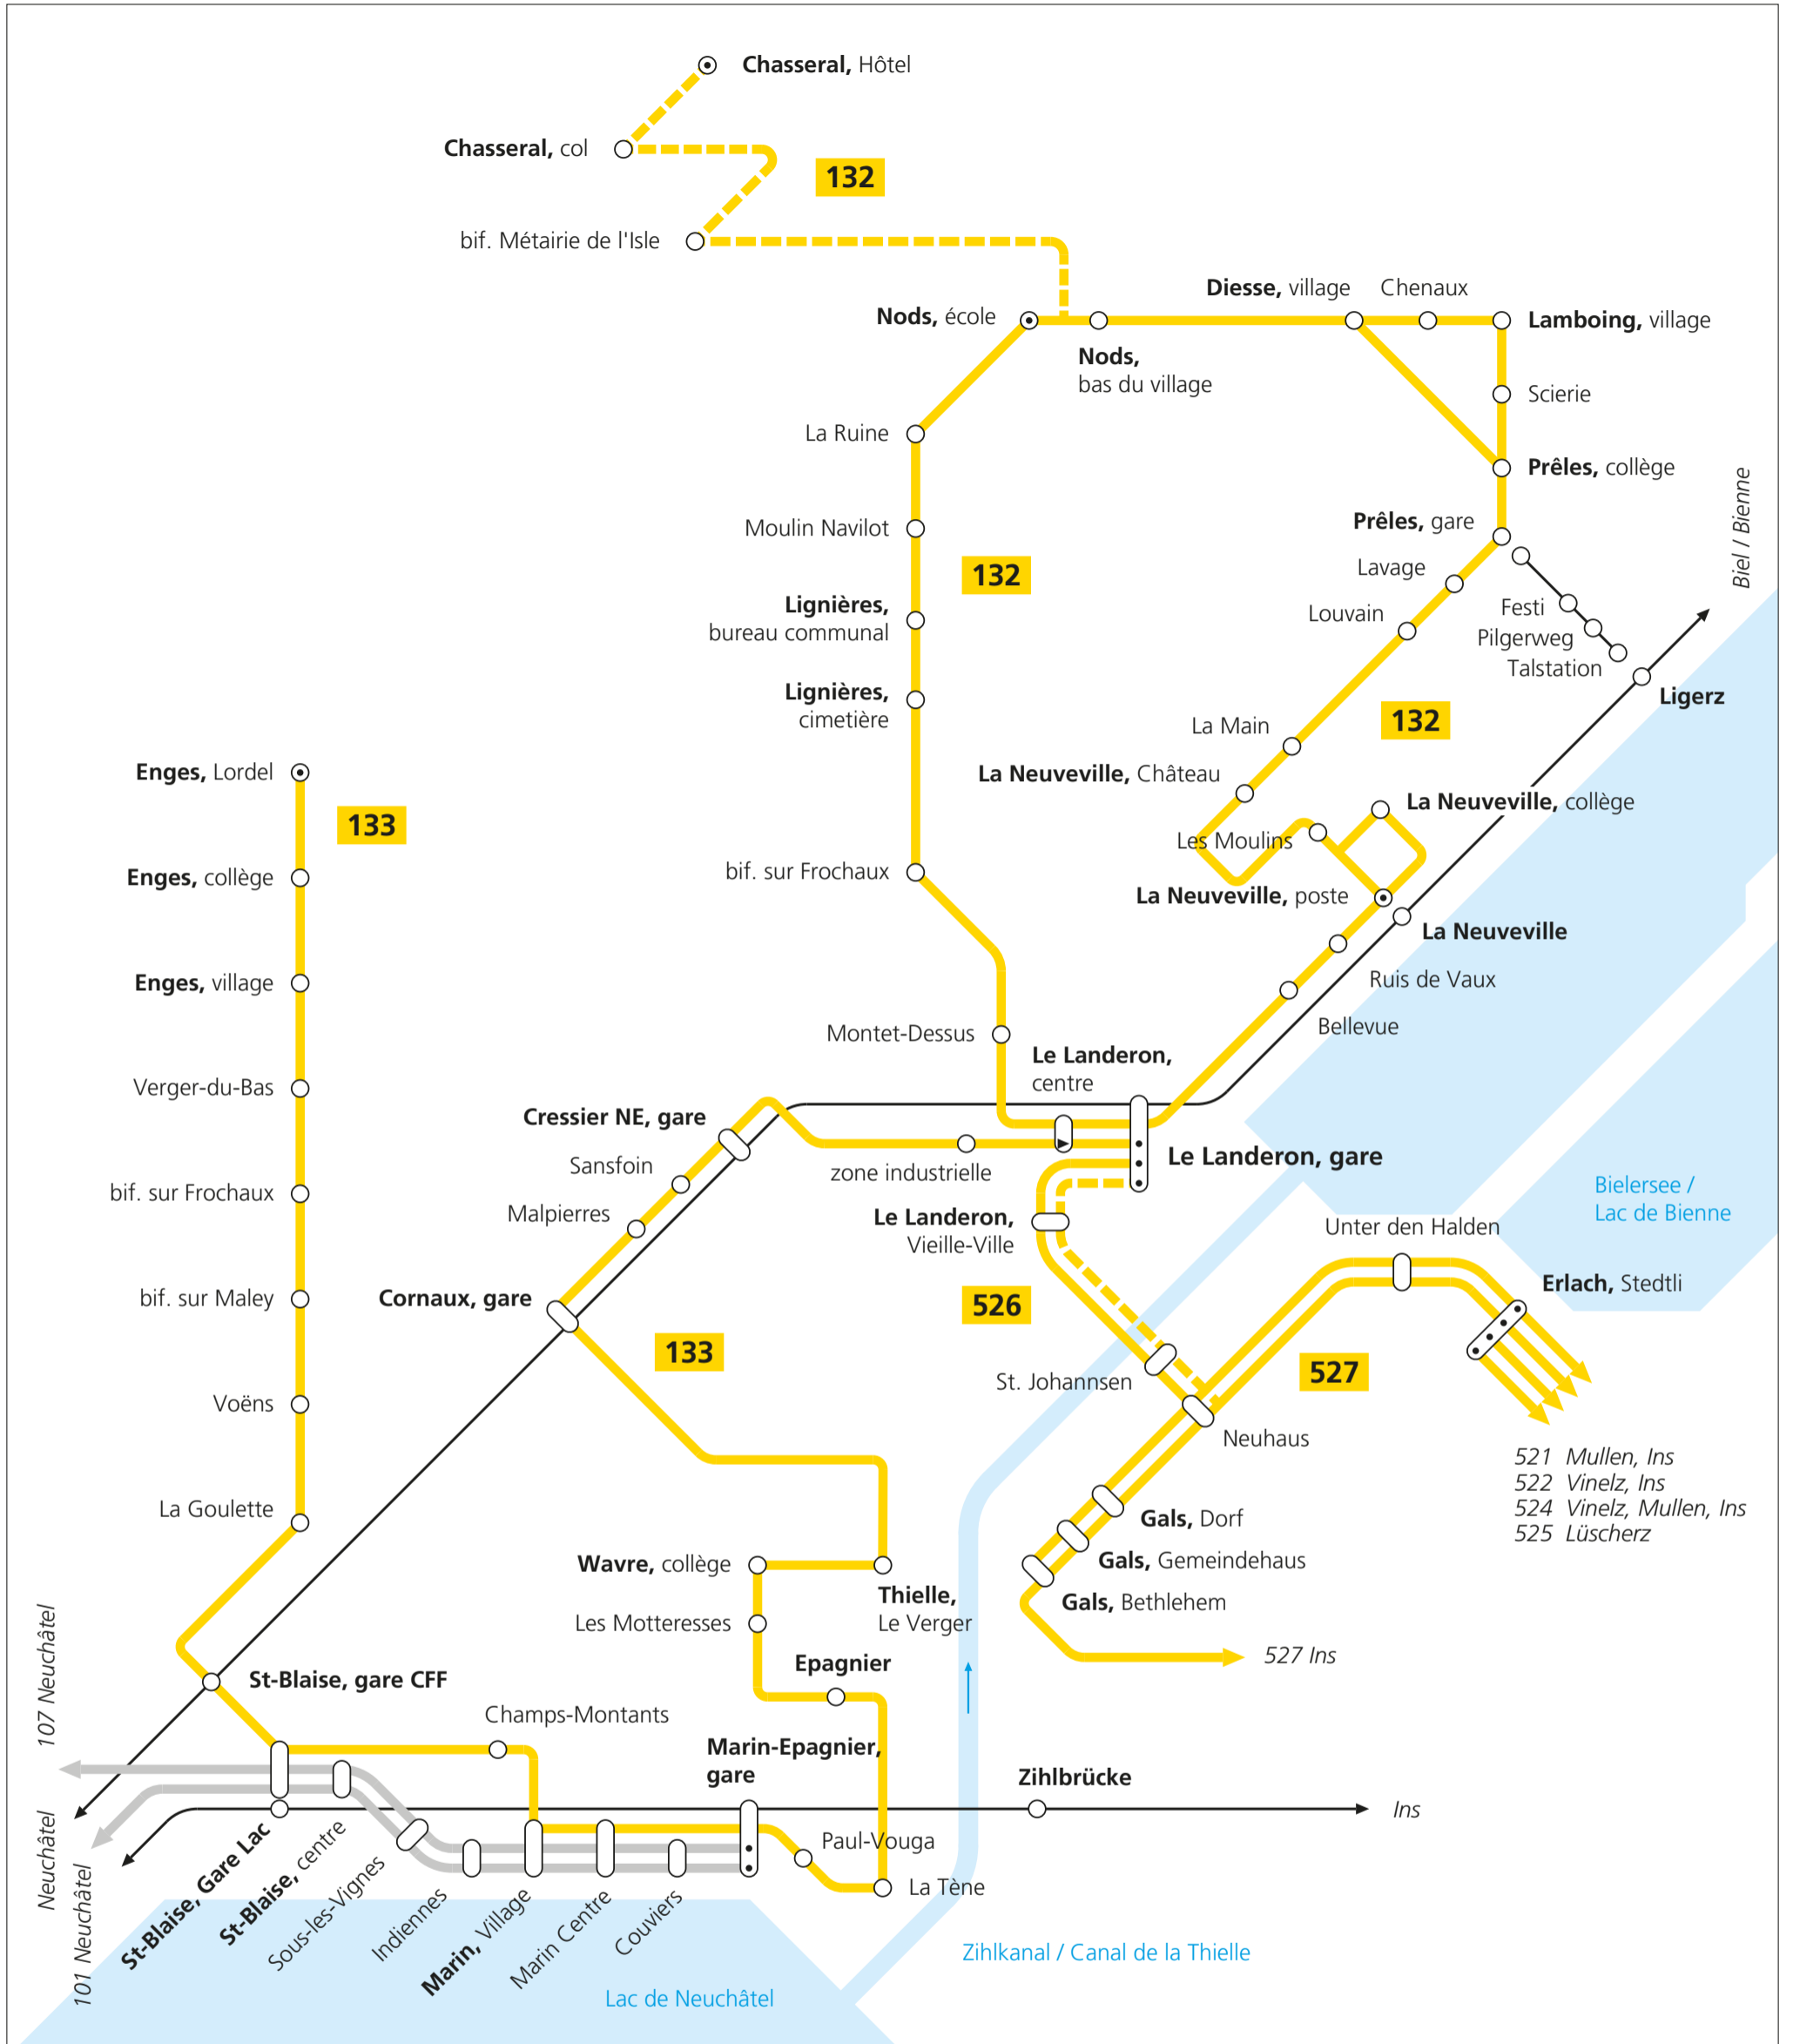 Chasseral, Hôtel
Chasseral, col
132
bif. Métairie de l'Isle
Diesse, village
Chenaux
Nods, école
Lamboing, village
Nods,
bas du village
Scierie
La Ruine
Prêles, collège
Biel / Bienne
Prêles, gare
Moulin Navilot
Lavage
132
Lignières,
bureau communal
Festi
Louvain
Pilgerweg
Talstation
Lignières,
cimetière
Ligerz
132
La Main
Enges, Lordel
La Neuveville, Château
La Neuveville, collège
133
Les Moulins
bif. sur Frochaux
Enges, collège
La Neuveville, poste
La Neuveville
Enges, village
Ruis de Vaux
Bellevue
Montet-Dessus
Le Landeron,
centre
Verger-du-Bas
Cressier NE, gare
Le Landeron, gare
Sansfoin
zone industrielle
bif. sur Frochaux
Malpierres
Bielersee /
Lac de Bienne
Le Landeron,
Vieille-Ville
Unter den Halden
Erlach, Stedtli
bif. sur Maley
Cornaux, gare
526
133
527
St. Johannsen
Voëns
Neuhaus
521 Mullen, Ins
522 Vinelz, Ins
524 Vinelz, Mullen, Ins
525 Lüscherz
La Goulette
Gals, Dorf
Wavre, collège
Gals, Gemeindehaus
Thielle,
Le Verger
Gals, Bethlehem
Les Motteresses
527 Ins
Epagnier
107 Neuchâtel
St-Blaise, gare CFF
Champs-Montants
Marin-Epagnier,
gare
Zihlbrücke
Ins
Neuchâtel
101 Neuchâtel
Paul-Vouga
La Tène
St-Blaise, Gare Lac
St-Blaise, centre
Sous-les-Vignes
Indiennes
Marin, Village
Marin Centre
Couviers
Zihlkanal / Canal de la Thielle
Lac de Neuchâtel